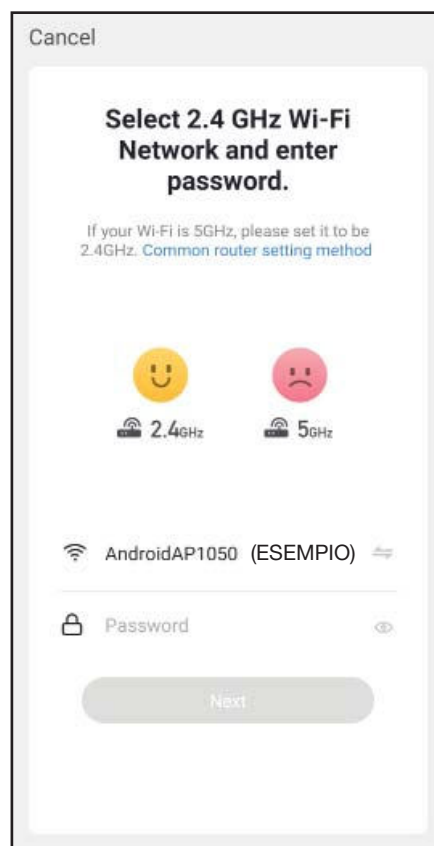 Cancel
Select 2.4 GHz Wi-Fi
Network and enter
password.
If your Wi-Fi is 5GHz, please set it to be
2.4GHz. Common router setting method
2.4GHz 5GHz
AndroidAP1050 (ESEMPIO)
Password
Next